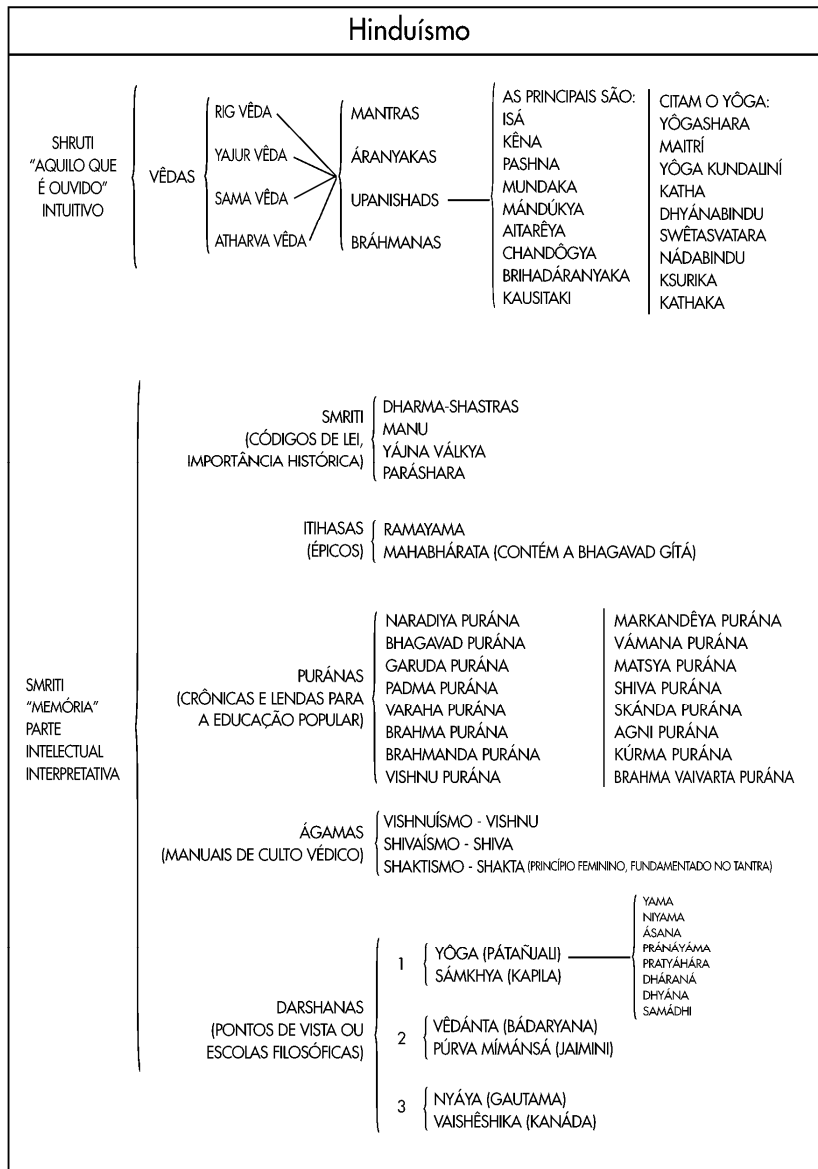 Hinduísmo
SHRUTI
"AQUILO QUE
É OUVIDO"
INTUITIVO
VÊDAS
RIG VÊDA
YAJUR VÊDA
SAMA VÊDA
ATHARVA VÊDA
MANTRAS
ÁRANYAKAS
UPANISHADS
BRÁHMANAS
AS PRINCIPAIS SÃO:
ISÁ
KÊNA
PASHNA
MUNDAKA
MÁNDÚKYA
AITARÊYA
CHANDÔGYA
BRIHADÁRANYAKA
KAUSITAKI
CITAM O YÔGA:
YÔGASHARA
MAITRÍ
YÔGA KUNDALINÍ
KATHA
DHYÁNABINDU
SWÊTASVATARA
NÁDABINDU
KSURIKA
KATHAKA
SMRITI
"MEMÓRIA"
PARTE
INTELECTUAL
INTERPRETATIVA
SMRITI
(CÓDIGOS DE LEI,
IMPORTÂNCIA HISTÓRICA)
DHARMA-SHASTRAS
MANU
YÁJNA VÁLKYA
PARÁSHARA
ITIHASAS
(ÉPICOS)
RAMAYAMA
MAHABHÁRATA (CONTÉM A BHAGAVAD GÍTÁ)
PURÁNAS
(CRÔNICAS E LENDAS PARA
A EDUCAÇÃO POPULAR)
NARADIYA PURÁNA
BHAGAVAD PURÁNA
GARUDA PURÁNA
PADMA PURÁNA
VARAHA PURÁNA
BRAHMA PURÁNA
BRAHMANDA PURÁNA
VISHNU PURÁNA
MARKANDÊYA PURÁNA
VÁMANA PURÁNA
MATSYA PURÁNA
SHIVA PURÁNA
SKÁNDA PURÁNA
AGNI PURÁNA
KÚRMA PURÁNA
BRAHMA VAIVARTA PURÁNA
ÁGAMAS
(MANUAIS DE CULTO VÉDICO)
VISHNUÍSMO - VISHNU
SHIVAÍSMO - SHIVA
SHAKTISMO - SHAKTA (PRINCÍPIO FEMININO, FUNDAMENTADO NO TANTRA)
DARSHANAS
(PONTOS DE VISTA OU
ESCOLAS FILOSÓFICAS)
1
YÔGA (PÁTAÑJALI)
SÁMKHYA (KAPILA)
YAMA
NIYAMA
ÁSANA
PRÁNÁYÁMA
PRATYÁHÁRA
DHÁRANÁ
DHYÁNA
SAMÁDHI
2
VÊDÁNTA (BÁDARYANA)
PÚRVA MÍMÁNSÁ (JAIMINI)
3
NYÁYA (GAUTAMA)
VAISHÊSHIKA (KANÁDA)